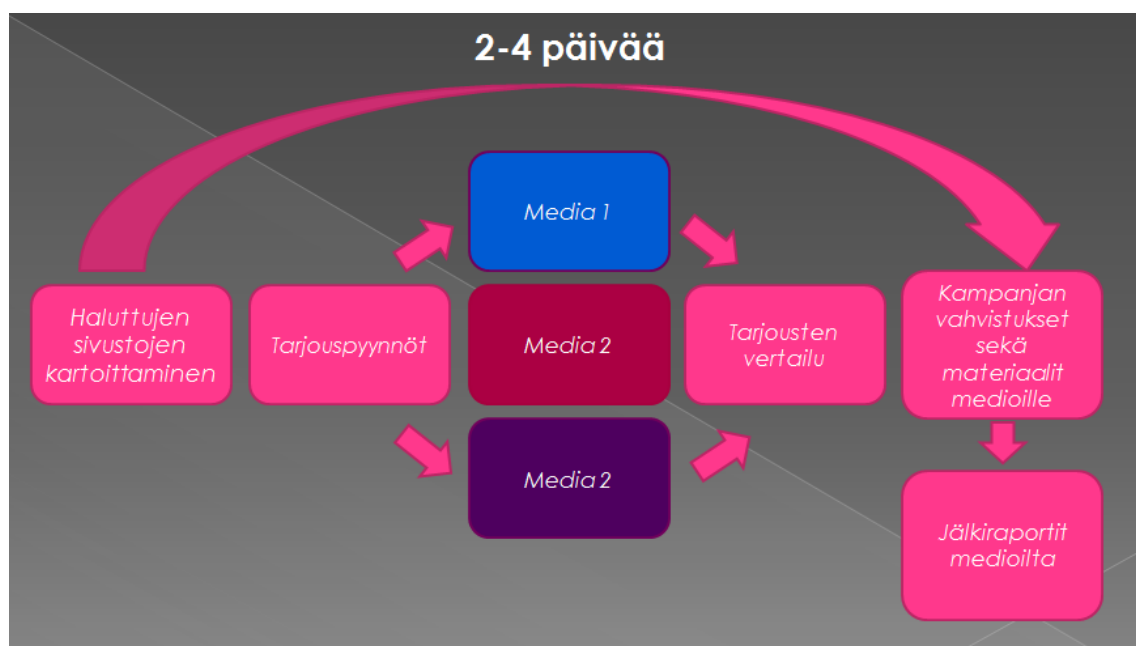 2-4 päivää
Haluttujen
sivustojen
kartoittaminen
Tarjouspyynnöt
Media 1
Media 2
Media 2
Tarjousten
vertailu
Kampanjan
vahvistukset
sekä
materiaalit
medioille
Jälkiraportit
medioilta